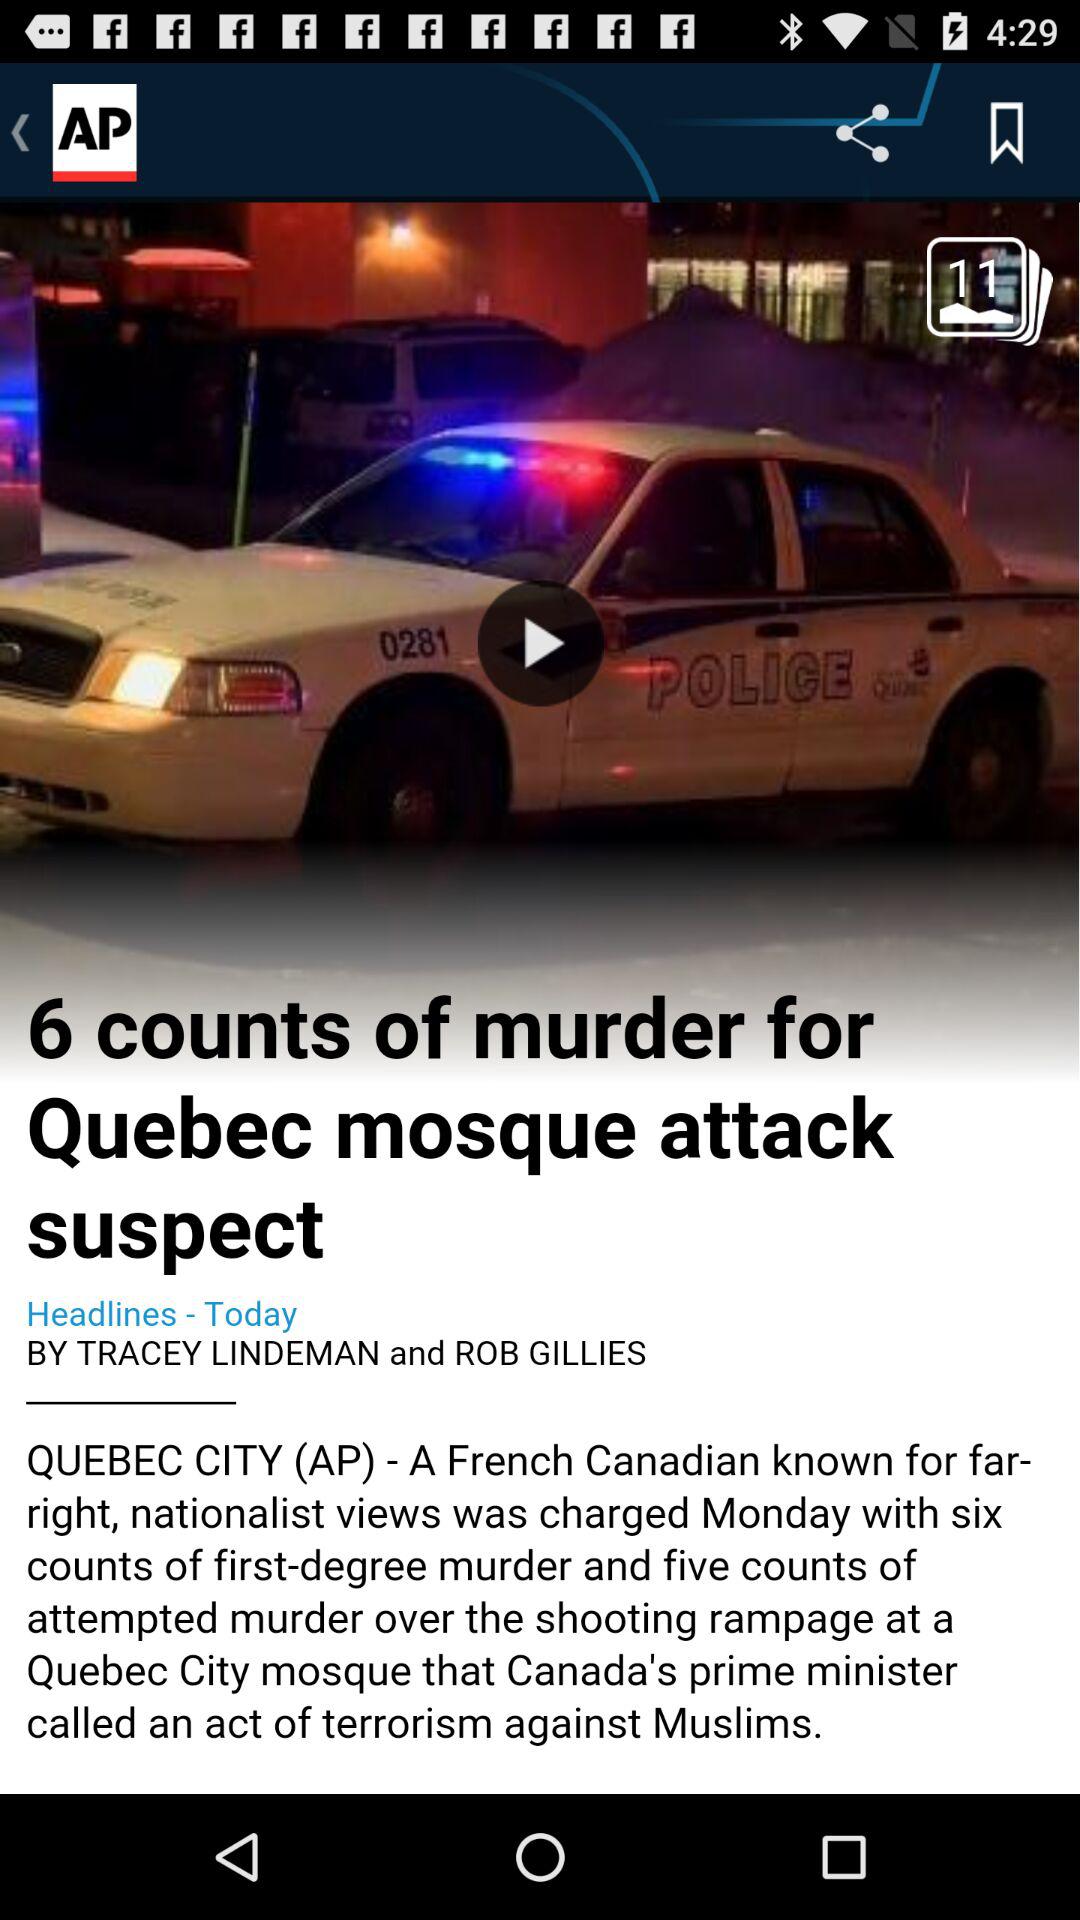 4:29
AP
11
0281
POLICE
6 counts of murder for
Quebec mosque attack
suspect
Headlines - Today
BY TRACEY LINDEMAN and ROB GILLIES
QUEBEC CITY (AP) - A French Canadian known for far-
right, nationalist views was charged Monday with six
counts of first-degree murder and five counts of
attempted murder over the shooting rampage at a
Quebec City mosque that Canada's prime minister
called an act of terrorism against Muslims.